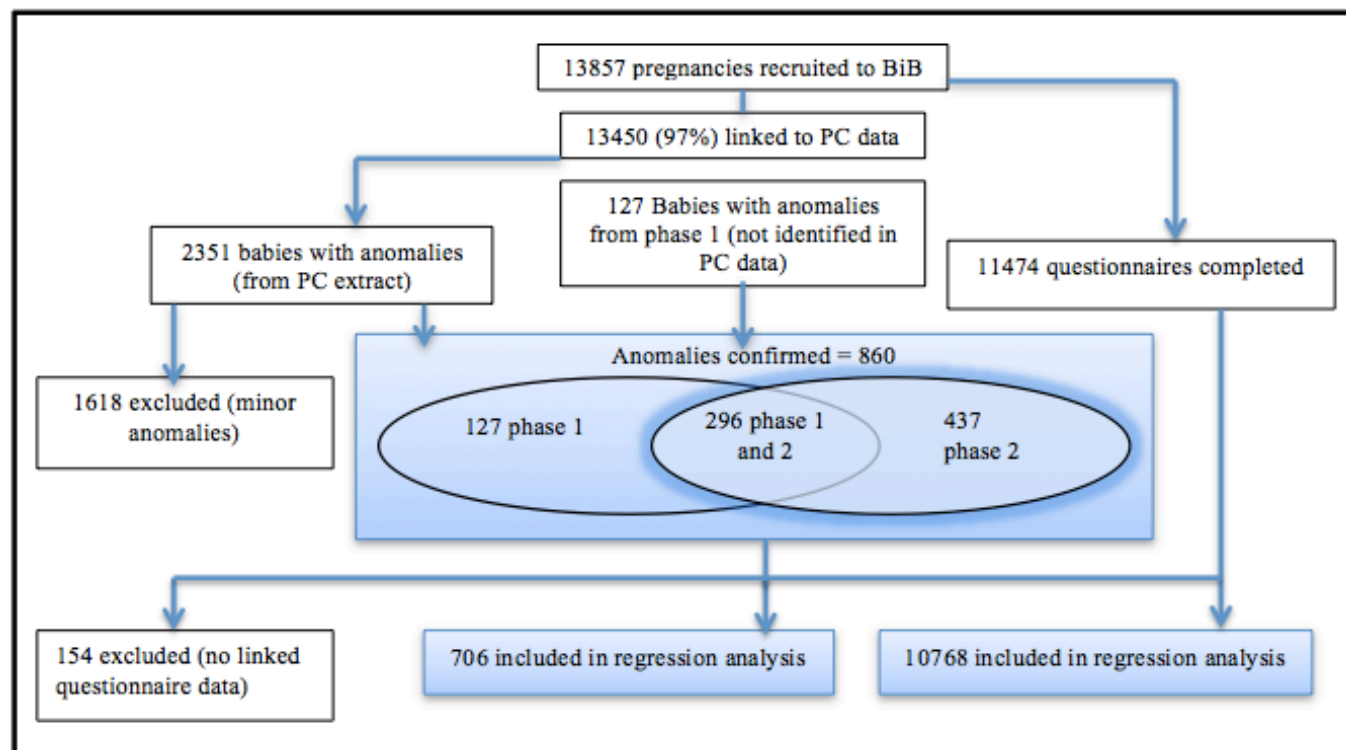 13857 pregnancies recruited to BiB
13450 (97%) linked to PC data
127 Babies with anomalies
from phase 1 (not identified in
PC data)
2351 babies with anomalies
(from PC extract)
11474 questionnaires completed
1618 excluded (minor
anomalies)
Anomalies confirmed = 860
127 phase 1
296 phase 1
and 2
437
phase 2
154 excluded (no linked
questionnaire data)
706 included in regression analysis
10768 included in regression analysis